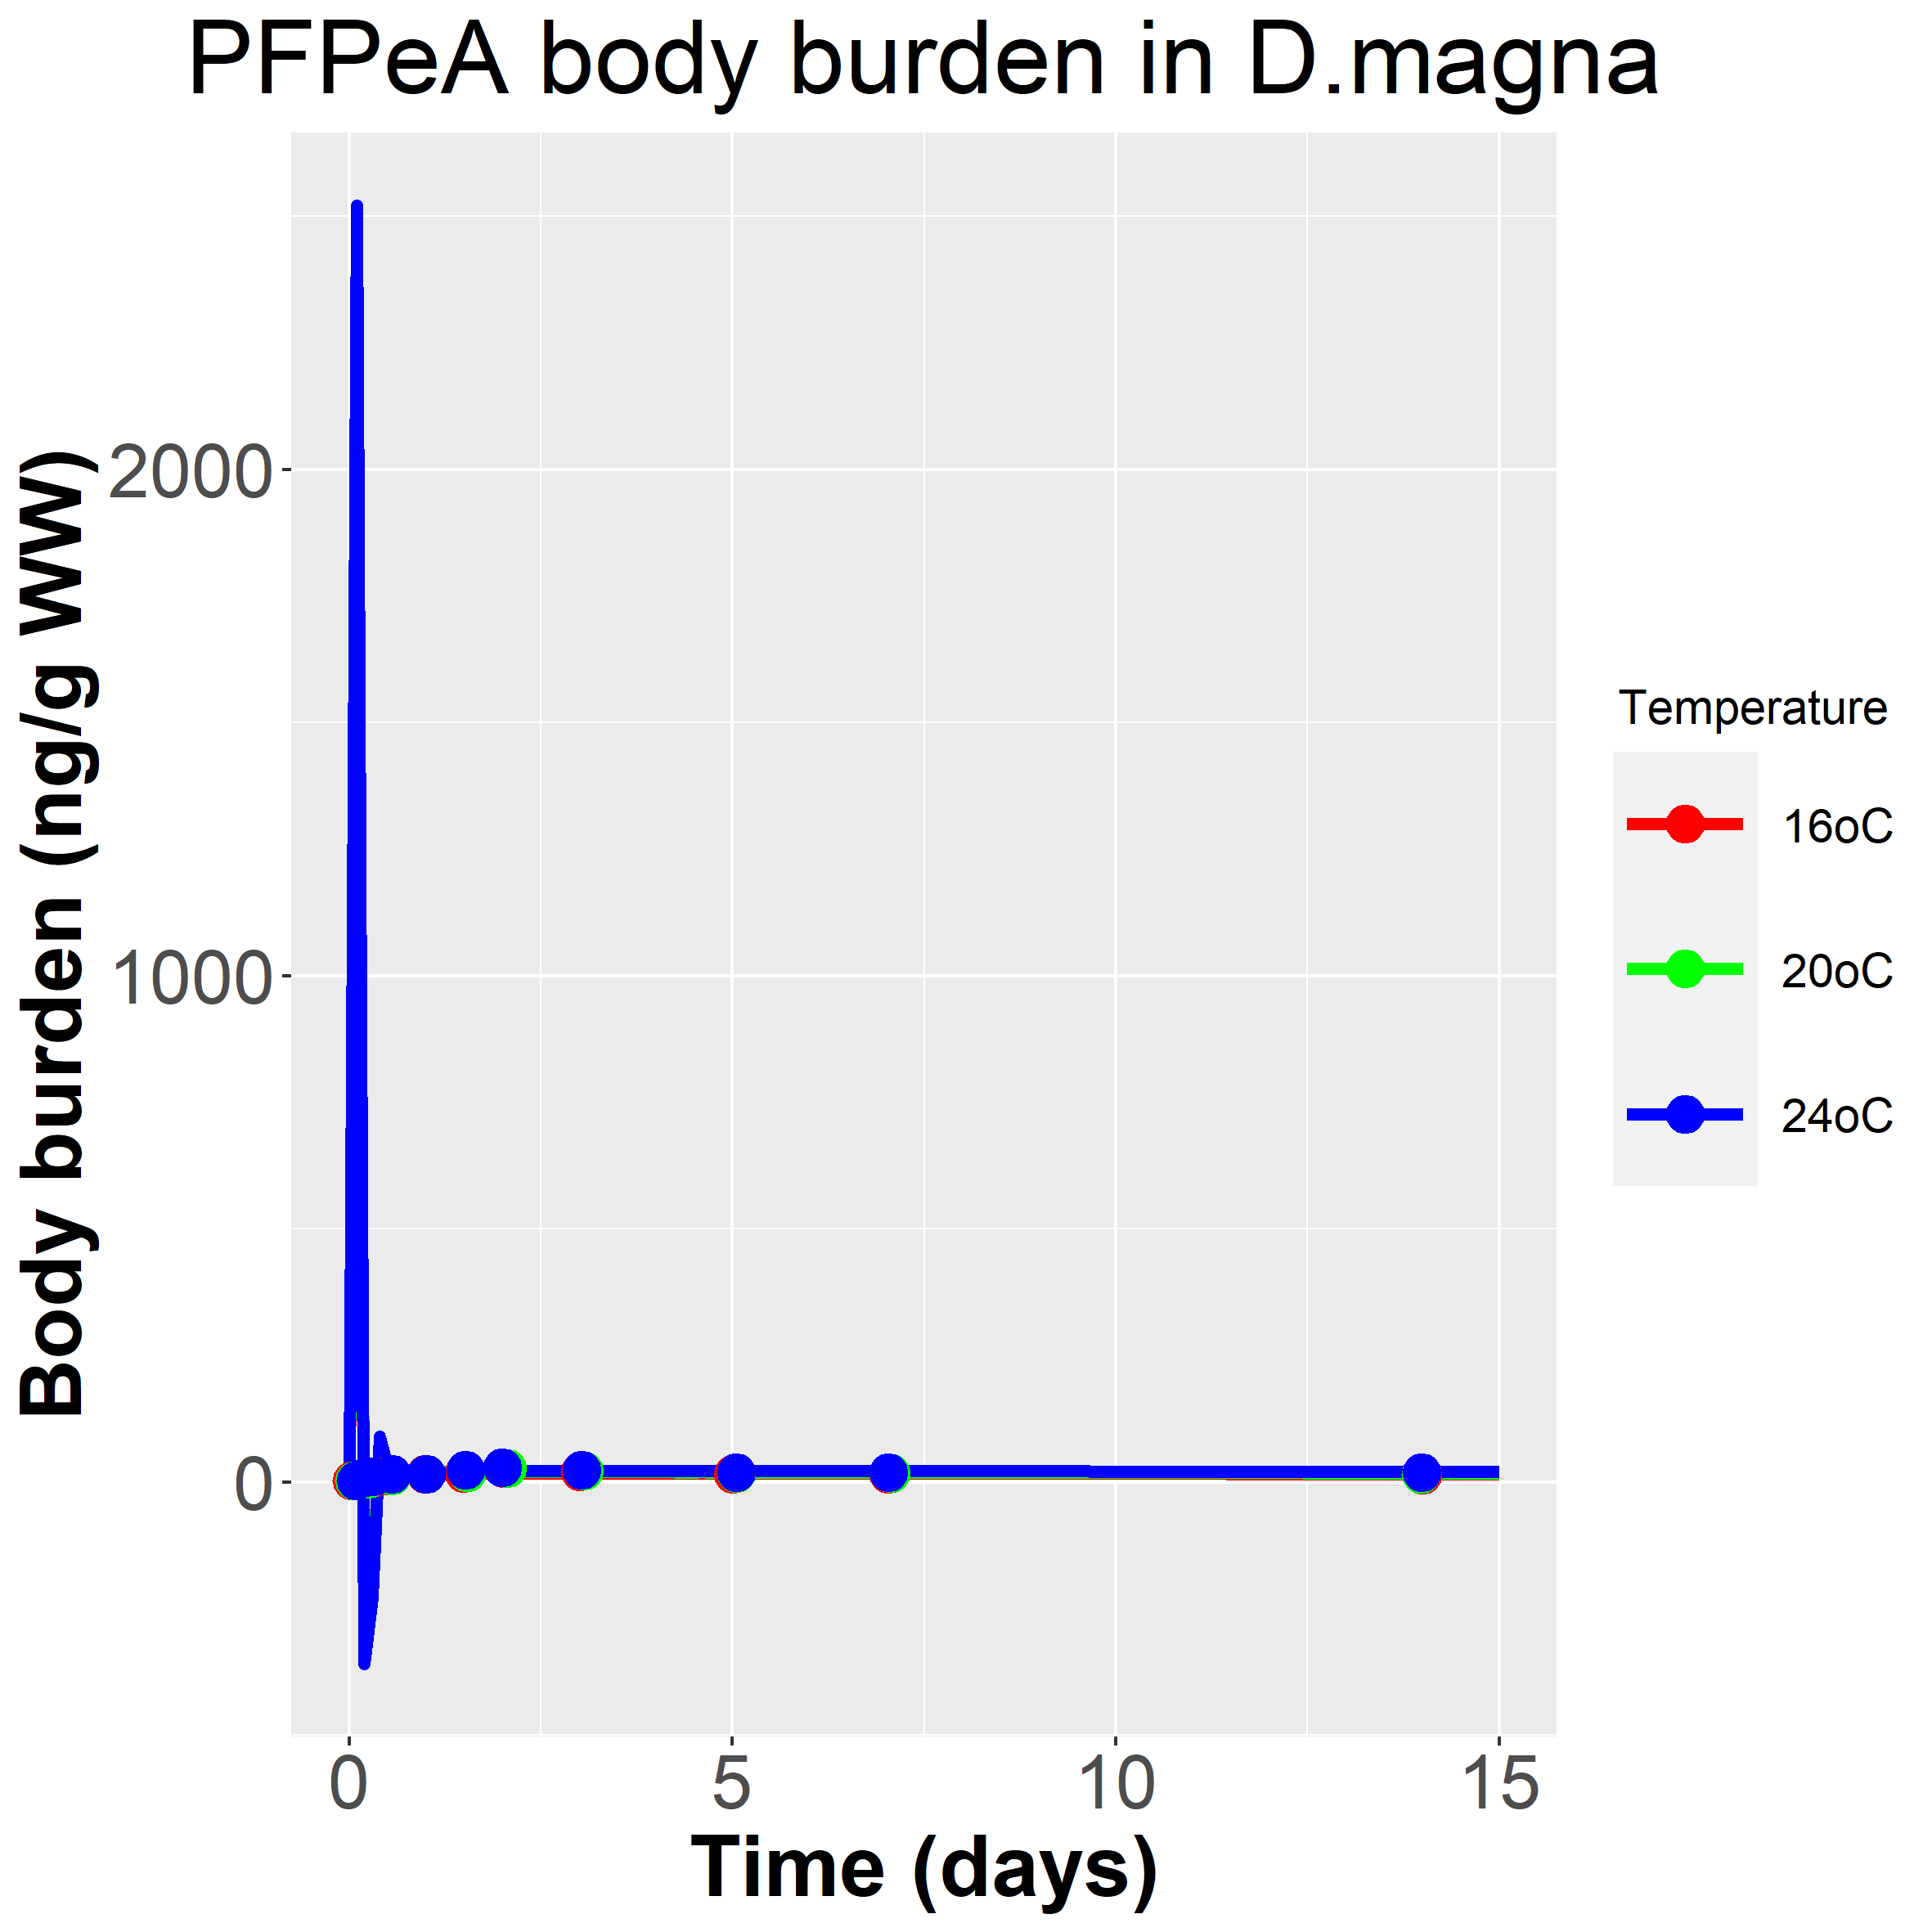 PFPeA body burden in D.magna
Body burden (ng/g WW)
2000
1000
0
0
5
10
15
Time (days)
Temperature
16oC
20oC
24oC